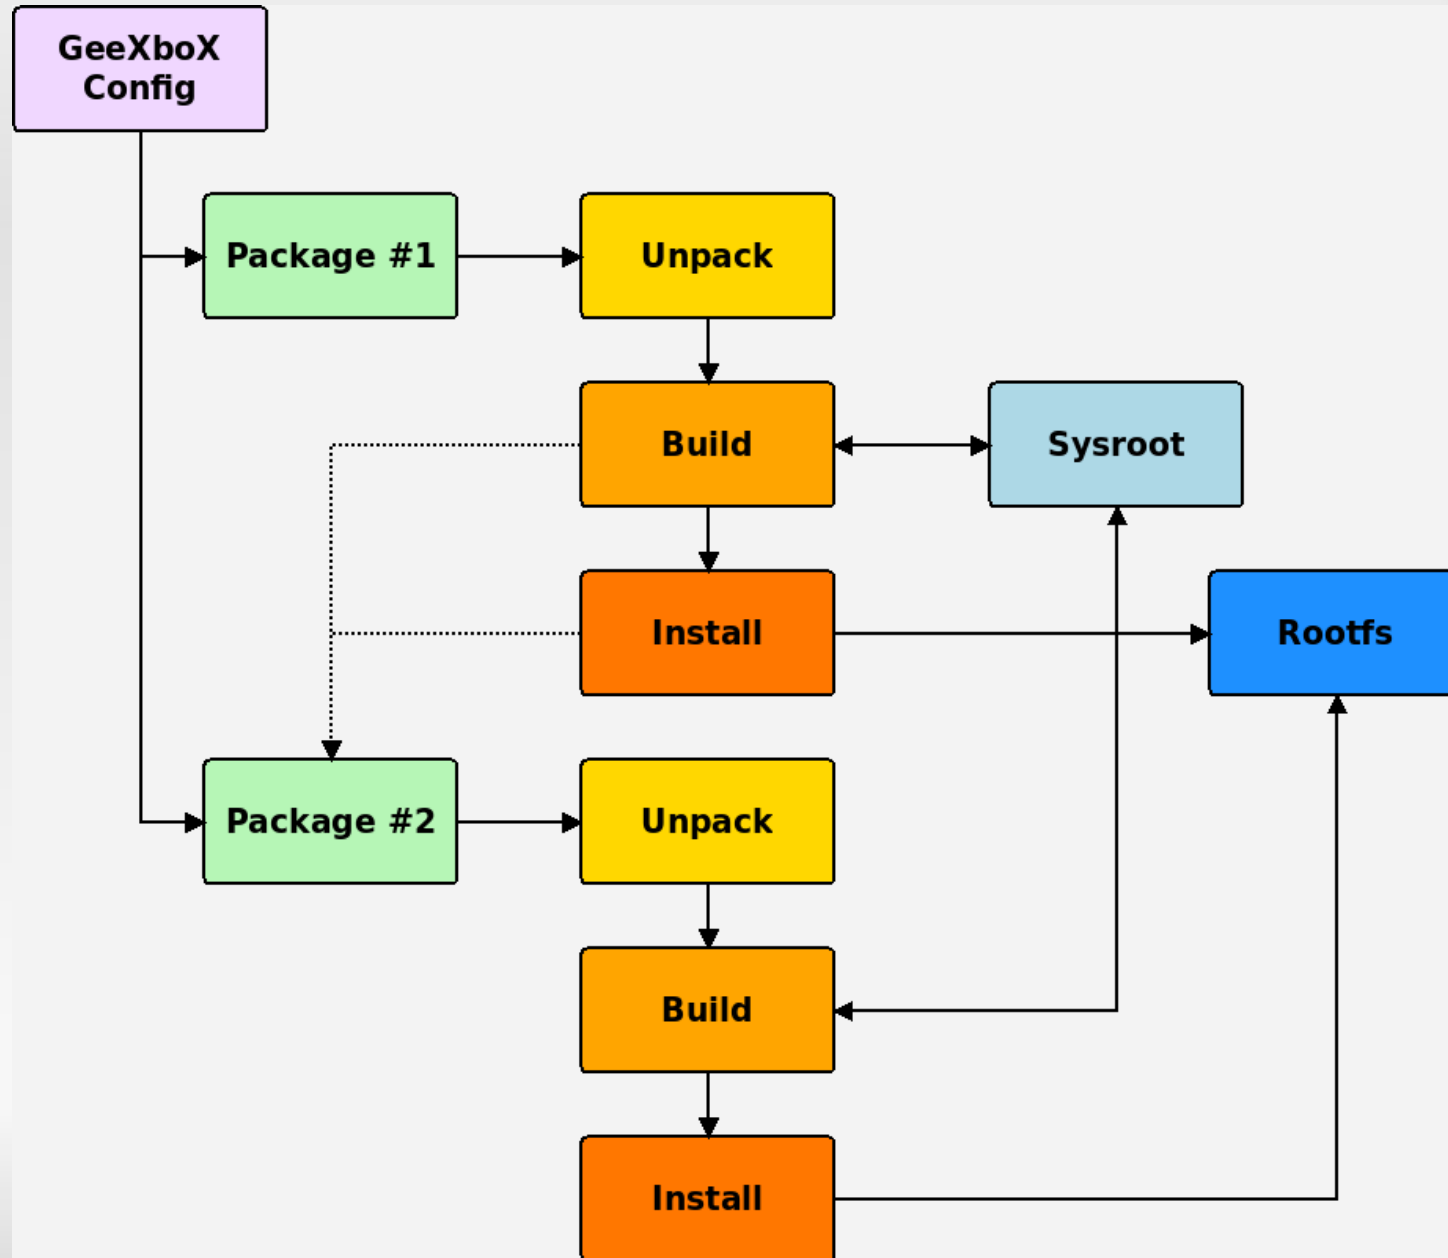 GeeXboX
Config
Package #1
Unpack
Build
Sysroot
Install
Rootfs
Package #2
Unpack
Build
Install